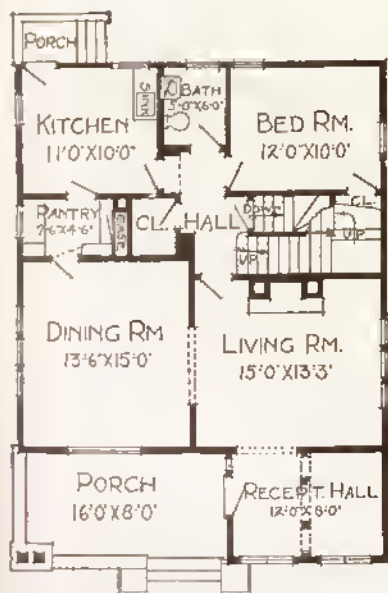 PORCH
SINK
BATH
5'-0"X6'-0"
KITCHEN
11'0"X10'0"
BED RM.
12'0"X10'0"
PANTRY
7'6"X4'6"
CASE
CL.
HALL
DOWN
UP
CL.
UP
DINING RM
13'-6"X15'-0"
LIVING RM.
15'0"X13'3"
PORCH
16'0"X8'0"
RECEPT. HALL
12'0"X8'0"